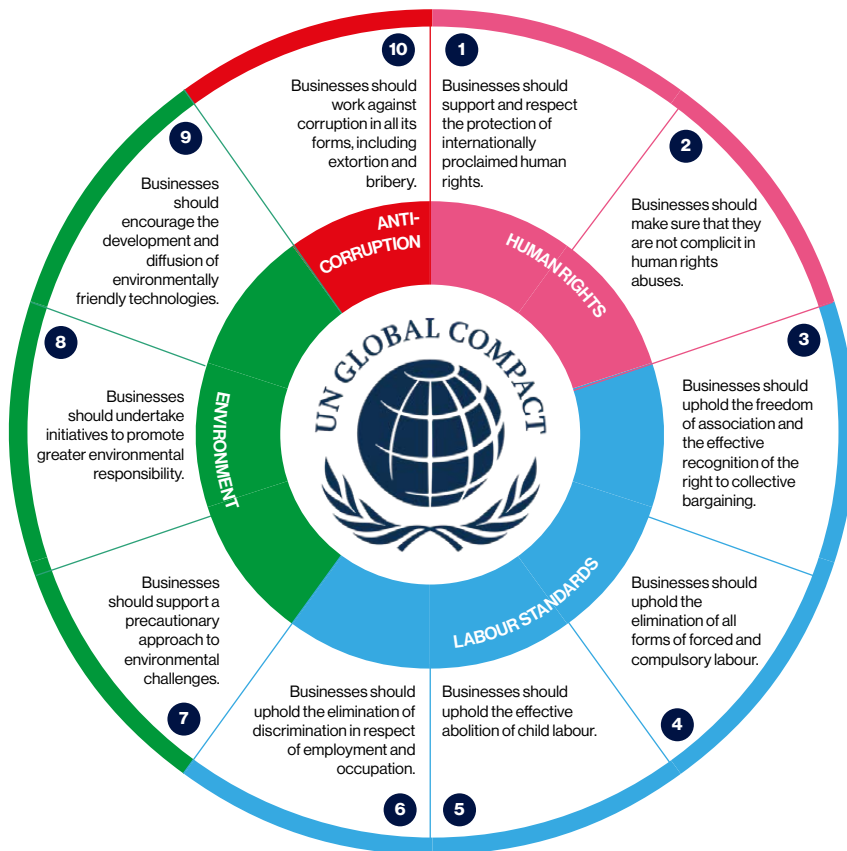 1
Businesses should
support and respect
the protection of
internationally
proclaimed human
rights.
2
Businesses should
make sure that they
are not complicit in
human rights
abuses.
3
Businesses should
uphold the freedom
of association and
the effective
recognition of the
right to collective
bargaining.
4
Businesses should
uphold the
elimination of all
forms of forced and
compulsory labour.
5
Businesses should
uphold the effective
abolition of child labour.
6
Businesses should
uphold the elimination of
discrimination in respect
of employment and
occupation.
7
Businesses
should support a
precautionary
approach to
environmental
challenges.
8
Businesses
should undertake
initiatives to promote
greater environmental
responsibility.
9
Businesses
should
encourage the
development and
diffusion of
environmentally
friendly technologies.
10
Businesses should
work against
corruption in all its
forms, including
extortion and
bribery.
HUMAN RIGHTS
LABOUR STANDARDS
ENVIRONMENT
ANTI-
CORRUPTION
UN GLOBAL COMPACT